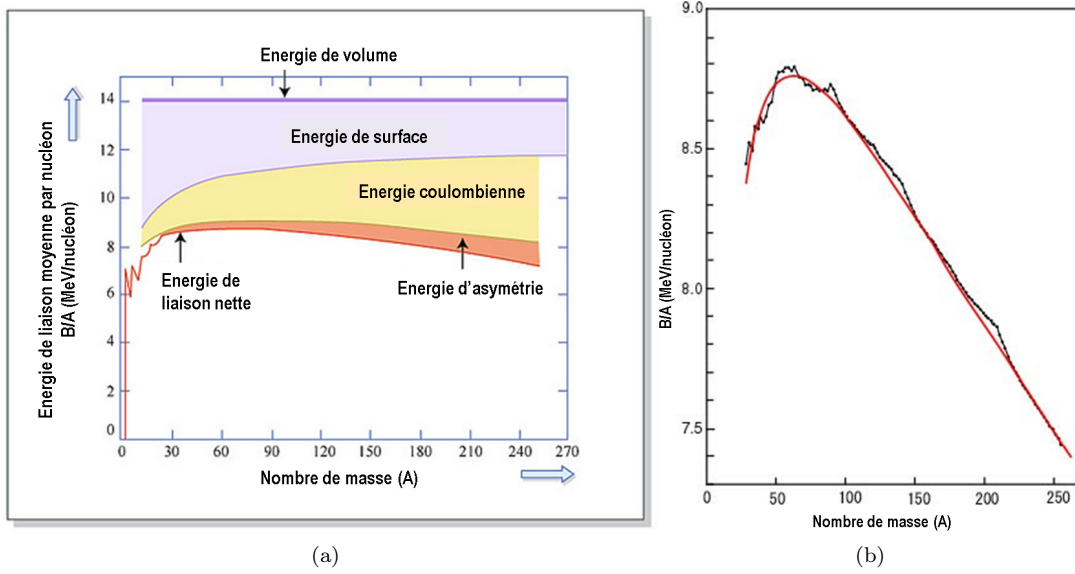 Energie de volume
14
Energie de surface
12
Energie coulombienne
10
8
Energie de
liaison nette
Energie d'asymétrie
6
4
2
0
0 30 60 90 120 150 180 210 240 270
Nombre de masse (A)
Energie de liaison moyenne par nucléon
B/A (MeV/nucléon)
(a)
9.0
8.5
8.0
7.5
B/A (MeV/nucléon)
0 50 100 150 200 250
Nombre de masse (A)
(b)